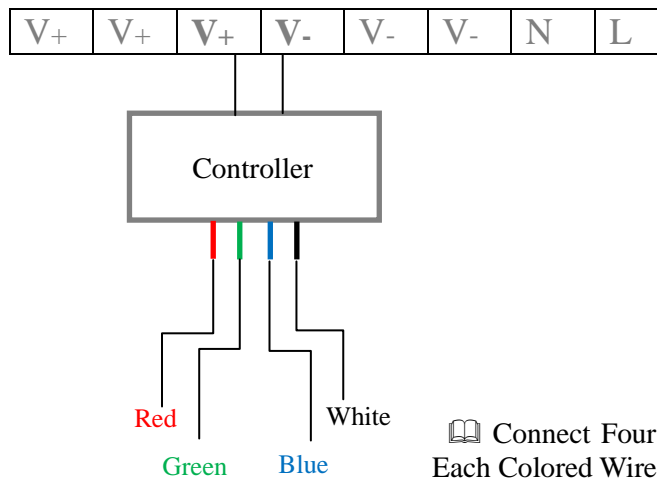 V+ V+ V+ V- V- V- N L
Controller
Red
White
Green
Blue
🕮 Connect Four
Each Colored Wire